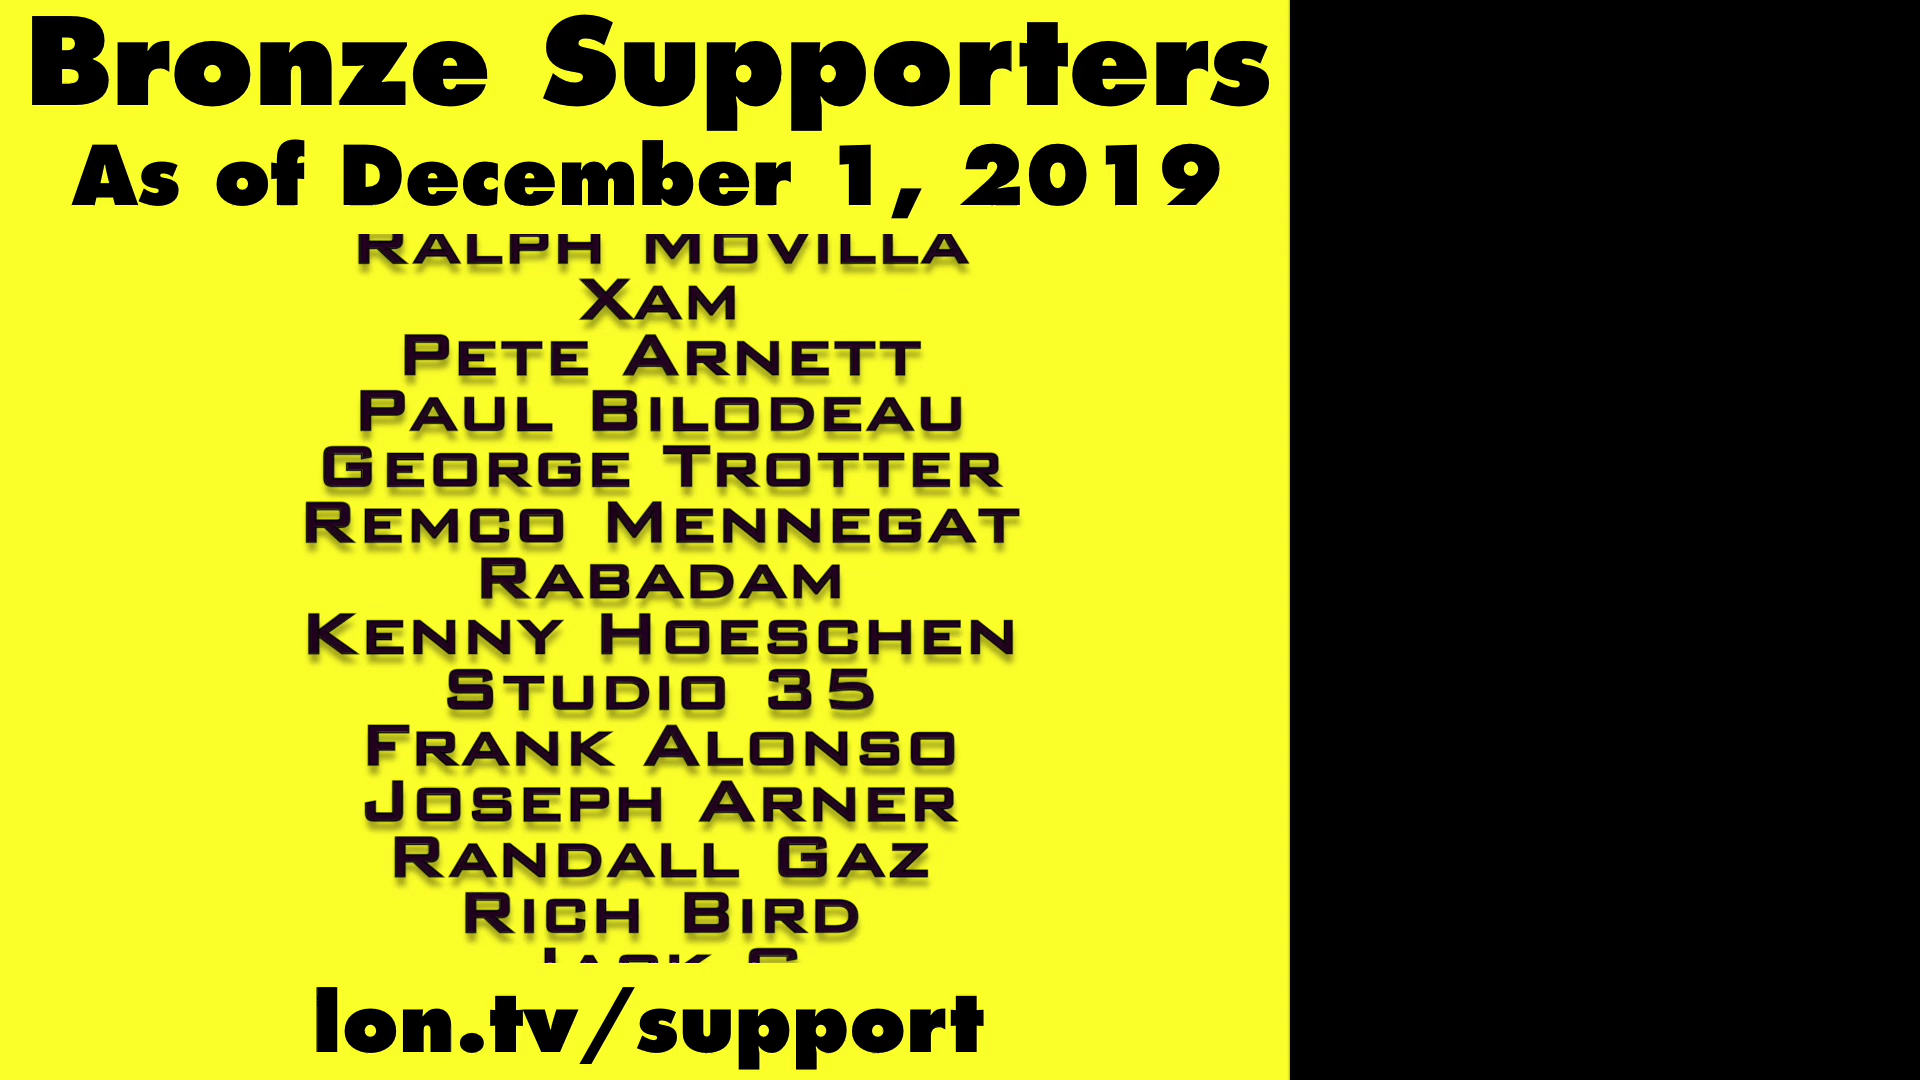 Bronze Supporters
As of December 1, 2019
RALPH MOVILLA
XAM
PETE ARNETT
PAUL BILODEAU
GEORGE TROTTER
REMCO MENNEGAT
RABADAM
KENNY HOESCHEN
STUDIO 35
FRANK ALONSO
JOSEPH ARNER
RANDALL GAZ
RICH BIRD
lon.tv/support